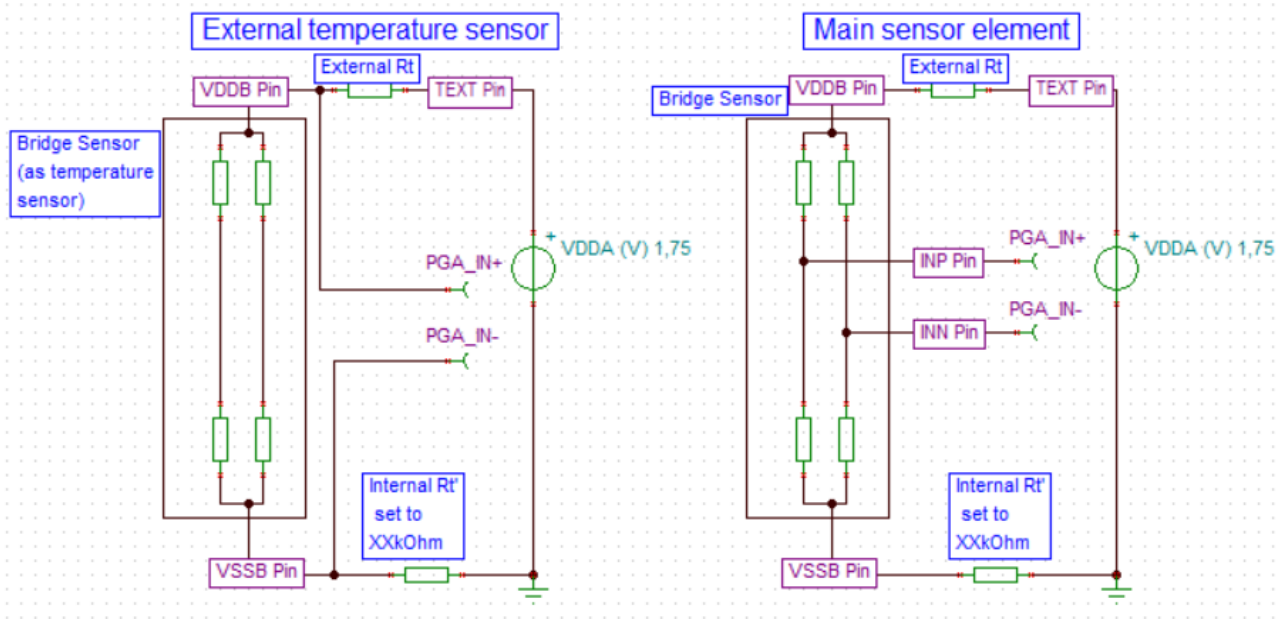 External temperature sensor
External Rt
VDDB Pin
TEXT Pin
Bridge Sensor
(as temperature
sensor)
+
VDDA (V) 1,75
PGA_IN+
PGA_IN-
Internal Rt'
set to
XXkOhm
VSSB Pin
Main sensor element
External Rt
VDDB Pin
TEXT Pin
Bridge Sensor
PGA_IN+
+
VDDA (V) 1,75
INP Pin
PGA_IN-
INN Pin
Internal Rt'
set to
XXkOhm
VSSB Pin